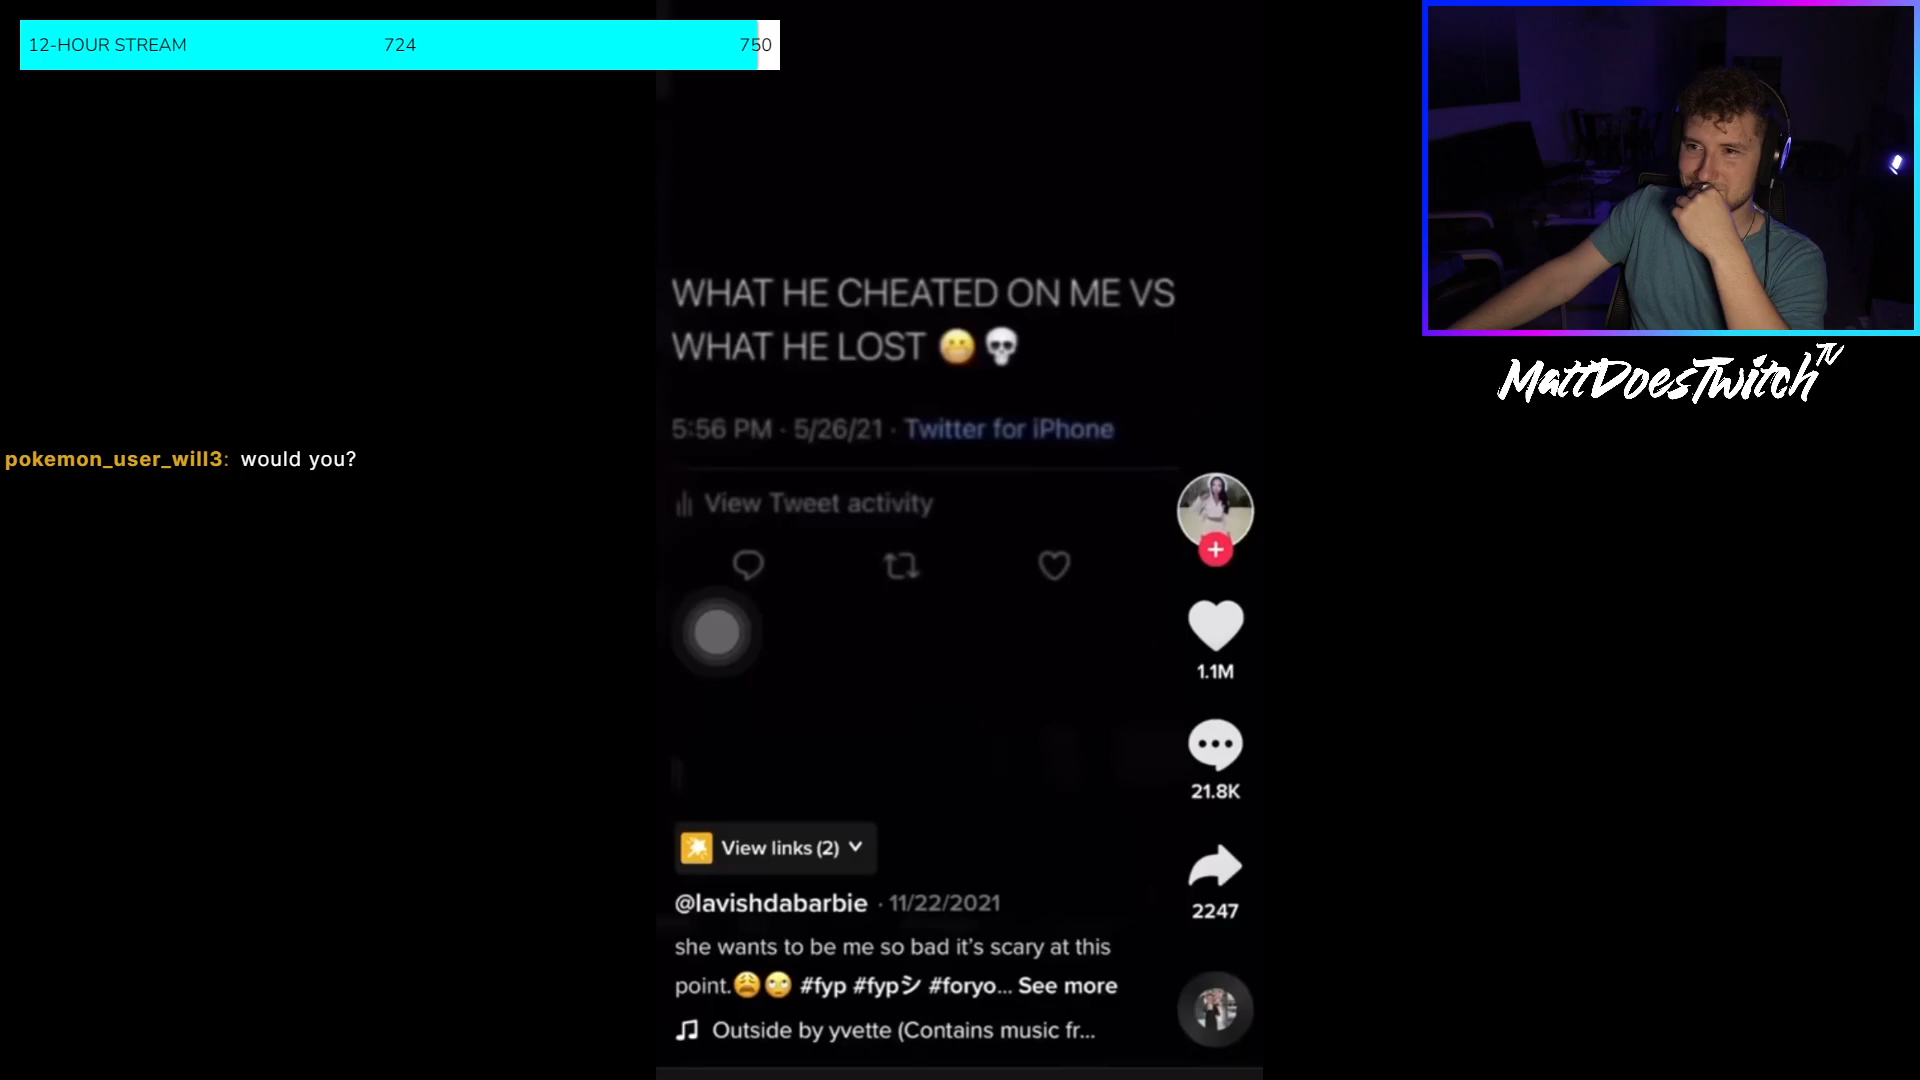 12-HOUR STREAM 724 750
WHAT HE CHEATED ON ME VS
WHAT HE LOST 😬💀
5:56 PM · 5/26/21 · Twitter for iPhone
View Tweet activity
1.1M
21.8K
2247
View links (2)
@lavishdabarbie · 11/22/2021
she wants to be me so bad it's scary at this
point.😩🙄 #fyp #fypシ #foryo... See more
Outside by yvette (Contains music fr...
pokemon_user_will3: would you?
MattDoesTwitchTV